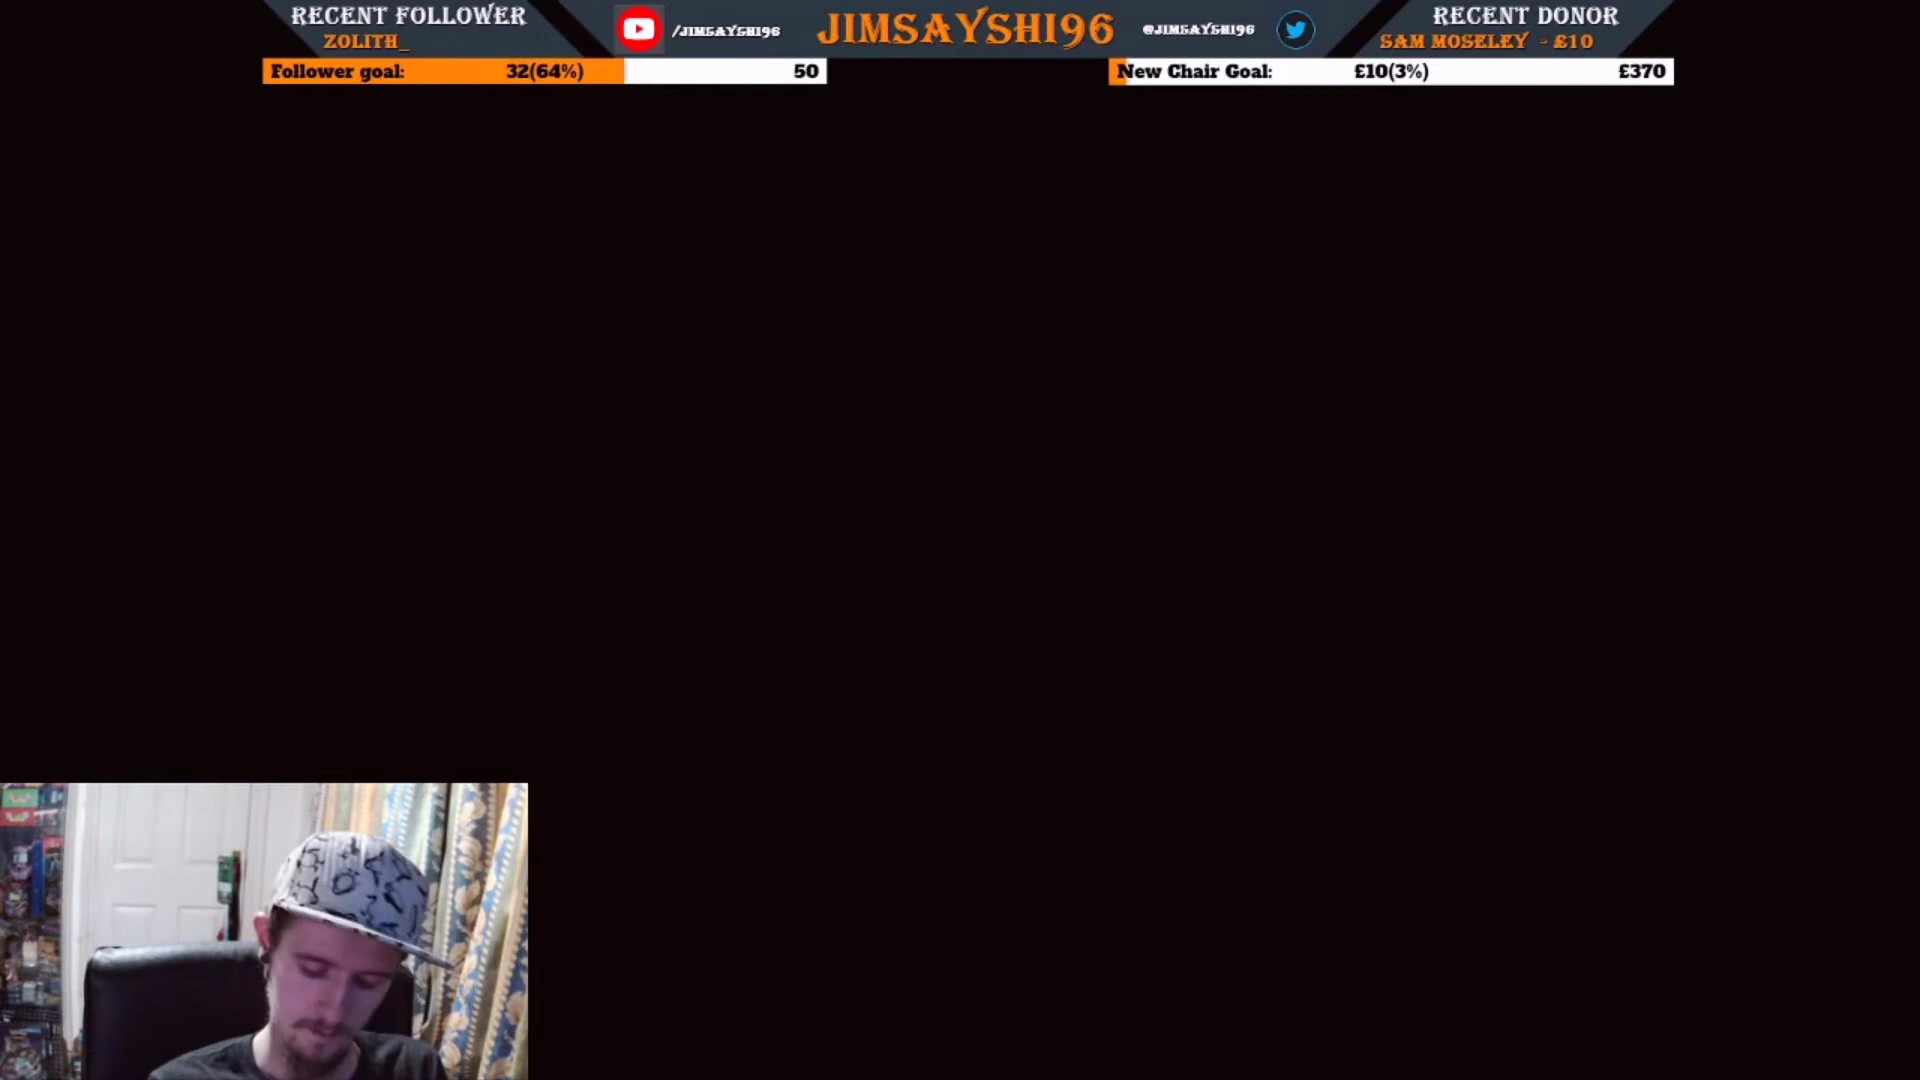 RECENT FOLLOWER
ZOLITH_
/JIMSAYSHI96
JIMSAYSHI96
@JIMSAYSHI96
RECENT DONOR
SAM MOSELEY - £10
Follower goal: 32(64%) 50
New Chair Goal: £10(3%) £370